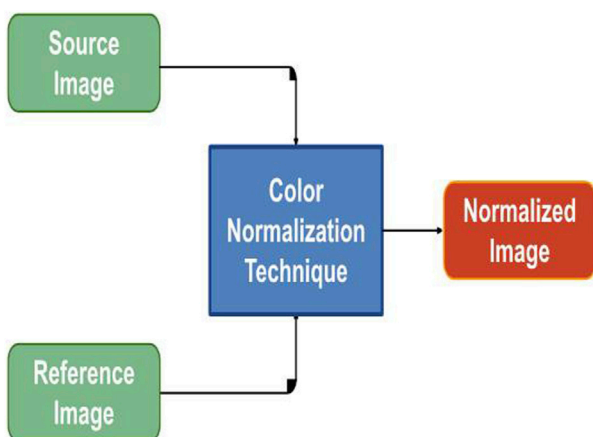 Source
Image
Color
Normalization
Technique
Normalized
Image
Reference
Image